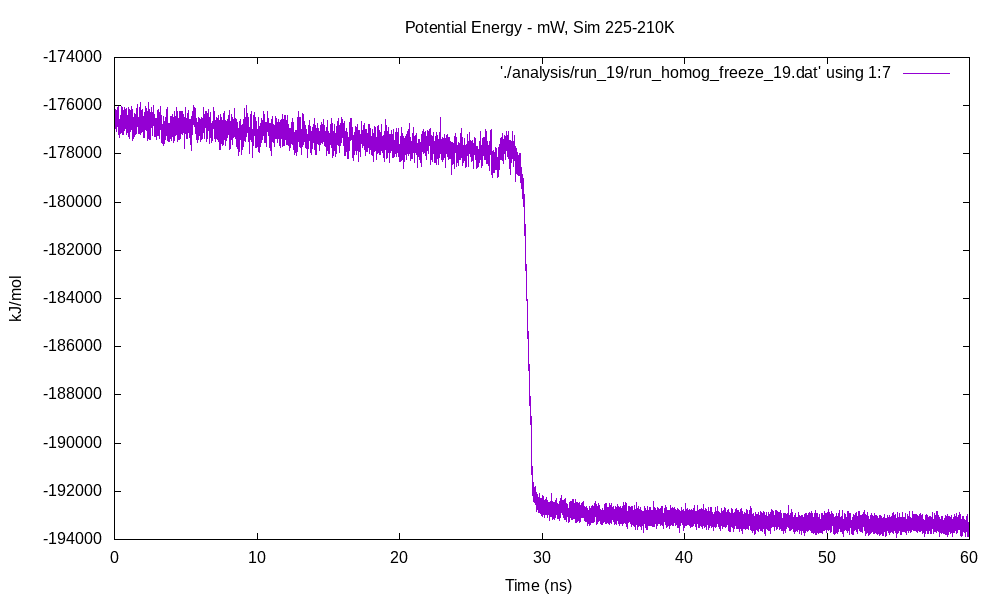 Potential Energy - mW, Sim 225-210K
'./analysis/run_19/run_homog_freeze_19.dat' using 1:7
-174000
-176000
-178000
-180000
-182000
-184000
-186000
-188000
-190000
-192000
-194000
kJ/mol
0 10 20 30 40 50 60
Time (ns)